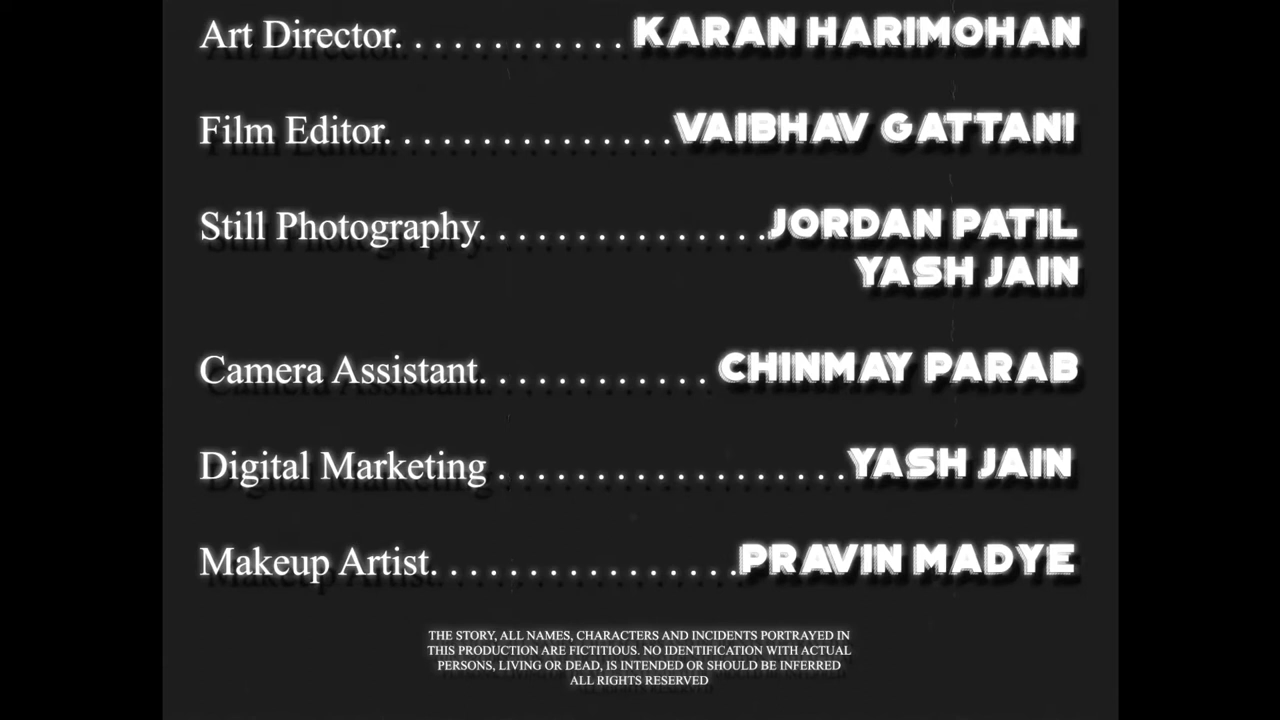 Art Director. . . . . . . . . . . . KARAN HARIMOHAN
Film Editor. . . . . . . . . . . . . . . VAIBHAV GATTANI
Still Photography. . . . . . . . . . . . . . . JORDAN PATIL
YASH JAIN
Camera Assistant. . . . . . . . . . . . CHINMAY PARAB
Digital Marketing . . . . . . . . . . . . . . . . . . YASH JAIN
Makeup Artist. . . . . . . . . . . . . . . . PRAVIN MADYE
THE STORY, ALL NAMES, CHARACTERS AND INCIDENTS PORTRAYED IN
THIS PRODUCTION ARE FICTITIOUS. NO IDENTIFICATION WITH ACTUAL
PERSONS, LIVING OR DEAD, IS INTENDED OR SHOULD BE INFERRED
ALL RIGHTS RESERVED